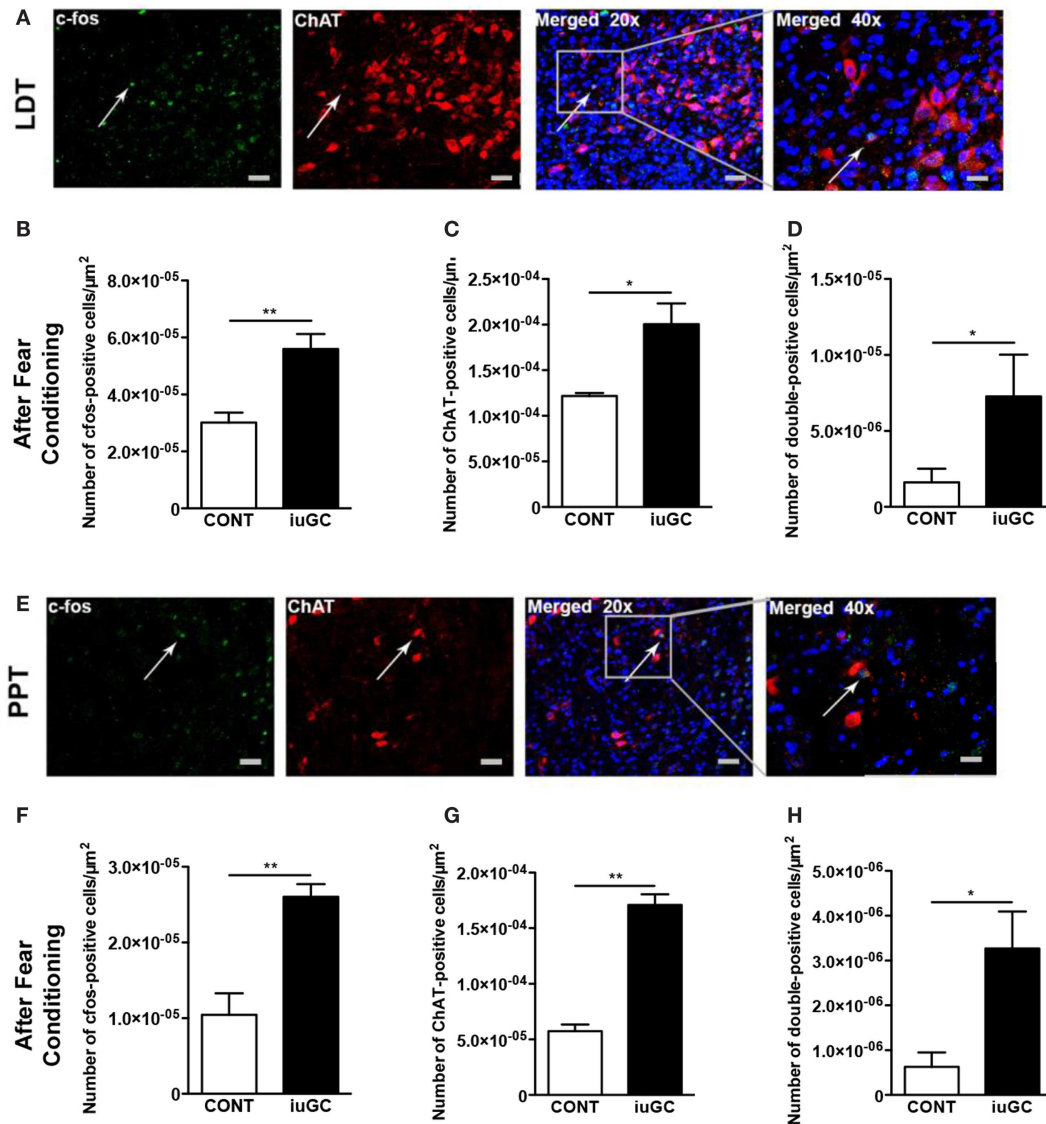 A
c-fos
ChAT
Merged 20x
Merged 40x
LDT
B
C
D
After Fear
Conditioning
Number of cfos-positive cells/µm²
8.0×10-05
6.0×10-05
4.0×10-05
2.0×10-05
0
**
CONT
iuGC
Number of ChAT-positive cells/µm
2.5×10-04
2.0×10-04
1.5×10-04
1.0×10-04
5.0×10-05
0
*
CONT
iuGC
Number of double-positive cells/µm²
1.5×10-05
1.0×10-05
5.0×10-06
0
*
CONT
iuGC
E
c-fos
ChAT
Merged 20x
Merged 40x
PPT
F
G
H
After Fear
Conditioning
Number of cfos-positive cells/µm²
3.0×10-05
2.0×10-05
1.0×10-05
0
**
CONT
iuGC
Number of ChAT-positive cells/µm²
2.0×10-04
1.5×10-04
1.0×10-04
5.0×10-05
0
**
CONT
iuGC
Number of double-positive cells/µm²
5.0×10-06
4.0×10-06
3.0×10-06
2.0×10-06
1.0×10-06
0
*
CONT
iuGC